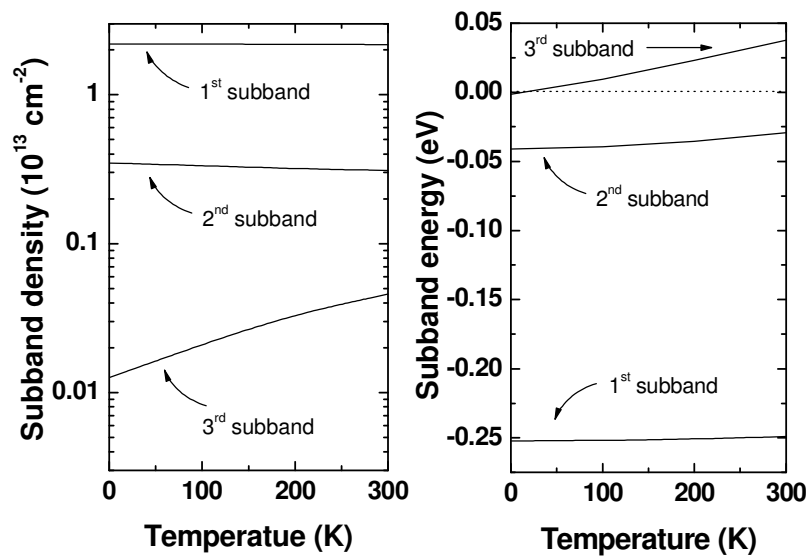 Subband density (10^13 cm^-2)
1
0.1
0.01
1st subband
2nd subband
3rd subband
0 100 200 300
Temperatue (K)
Subband energy (eV)
0.05
0.00
-0.05
-0.10
-0.15
-0.20
-0.25
3rd subband
2nd subband
1st subband
0 100 200 300
Temperature (K)